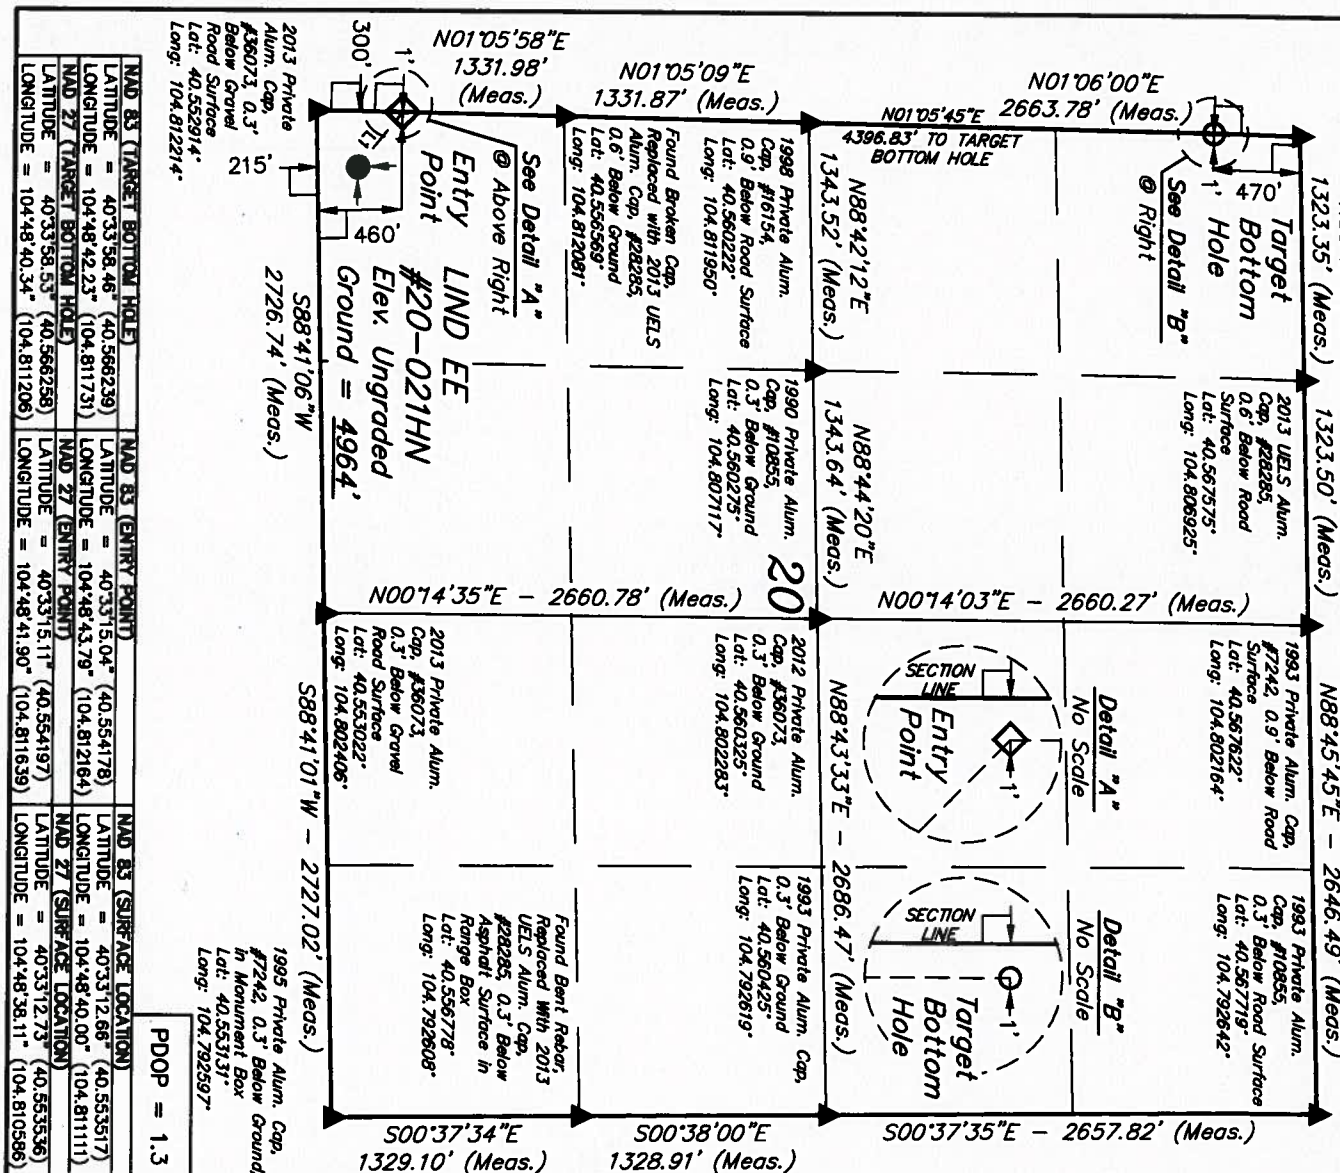 N01°05'58"E
1331.98'
(Meas.)
N01°05'09"E
1331.87' (Meas.)
N01°06'00"E
2663.78' (Meas.)
N01°05'45"E
4396.83' TO TARGET
BOTTOM HOLE
1323.35' (Meas.)
1323.50' (Meas.)
N88°45'45"E - 2646.49' (Meas.)
470'
1'
Target
Bottom
Hole
See Detail "B"
@ Right
2013 UELS Alum.
Cap, #28285,
0.6' Below Road
Surface
Lat: 40.567575°
Long: 104.806925°
1993 Private Alum. Cap,
#7242, 0.9' Below Road
Surface
Lat: 40.567622°
Long: 104.802164°
1993 Private Alum.
Cap, #10855,
0.3' Below Road Surface
Lat: 40.567719°
Long: 104.792642°
Detail "A"
No Scale
SECTION
LINE
1'
Entry
Point
Detail "B"
No Scale
SECTION
LINE
1'
Target
Bottom
Hole
N88°42'12"E
1343.52' (Meas.)
N88°44'20"E
1343.64' (Meas.)
N88°43'33"E - 2686.47' (Meas.)
1998 Private Alum.
Cap, #16154,
0.9' Below Road Surface
Lat: 40.560222°
Long: 104.811950°
1990 Private Alum.
Cap, #10855,
0.3' Below Ground
Lat: 40.560275°
Long: 104.807117°
20
2012 Private Alum.
Cap, #36073,
0.3' Below Ground
Lat: 40.560325°
Long: 104.802283°
1993 Private Alum. Cap,
0.3' Below Ground
Lat: 40.560425°
Long: 104.792619°
N00°14'35"E - 2660.78' (Meas.)
N00°14'03"E - 2660.27' (Meas.)
Found Broken Cap,
Replaced with 2013 UELS
Alum. Cap, #28285,
0.6' Below Ground
Lat: 40.556569°
Long: 104.812081°
Found Bent Rebar,
Replaced With 2013
UELS Alum. Cap,
#28285, 0.3' Below
Asphalt Surface in
Range Box
Lat: 40.556778°
Long: 104.792608°
See Detail "A"
@ Above Right
Entry
Point
1'
300'
215'
460'
LIND EE
#20-021HN
Elev. Ungraded
Ground = 4964'
2013 Private Alum.
Cap, #36073,
0.3' Below Gravel
Road Surface
Lat: 40.553022°
Long: 104.802406°
S88°41'06"W
2726.74' (Meas.)
S88°41'01"W - 2727.02' (Meas.)
2013 Private
Alum. Cap,
#36073, 0.3'
Below Gravel
Road Surface
Lat: 40.552914°
Long: 104.812214°
1995 Private Alum. Cap,
#7242, 0.3' Below Ground,
in Monument Box
Lat: 40.553131°
Long: 104.792597°
S00°37'34"E
1329.10' (Meas.)
S00°38'00"E
1328.91' (Meas.)
S00°37'35"E - 2657.82' (Meas.)
PDOP = 1.3
NAD 83 (TARGET BOTTOM HOLE)
LATITUDE = 40°33'58.46" (40.566239)
LONGITUDE = 104°48'42.23" (104.811731)
NAD 27 (TARGET BOTTOM HOLE)
LATITUDE = 40°33'58.53" (40.566258)
LONGITUDE = 104°48'40.34" (104.811206)
NAD 83 (ENTRY POINT)
LATITUDE = 40°33'15.04" (40.554178)
LONGITUDE = 104°48'43.79" (104.812164)
NAD 27 (ENTRY POINT)
LATITUDE = 40°33'15.11" (40.554197)
LONGITUDE = 104°48'41.90" (104.811639)
NAD 83 (SURFACE LOCATION)
LATITUDE = 40°33'12.66" (40.553517)
LONGITUDE = 104°48'40.00" (104.811111)
NAD 27 (SURFACE LOCATION)
LATITUDE = 40°33'12.73" (40.553536)
LONGITUDE = 104°48'38.11" (104.810586)